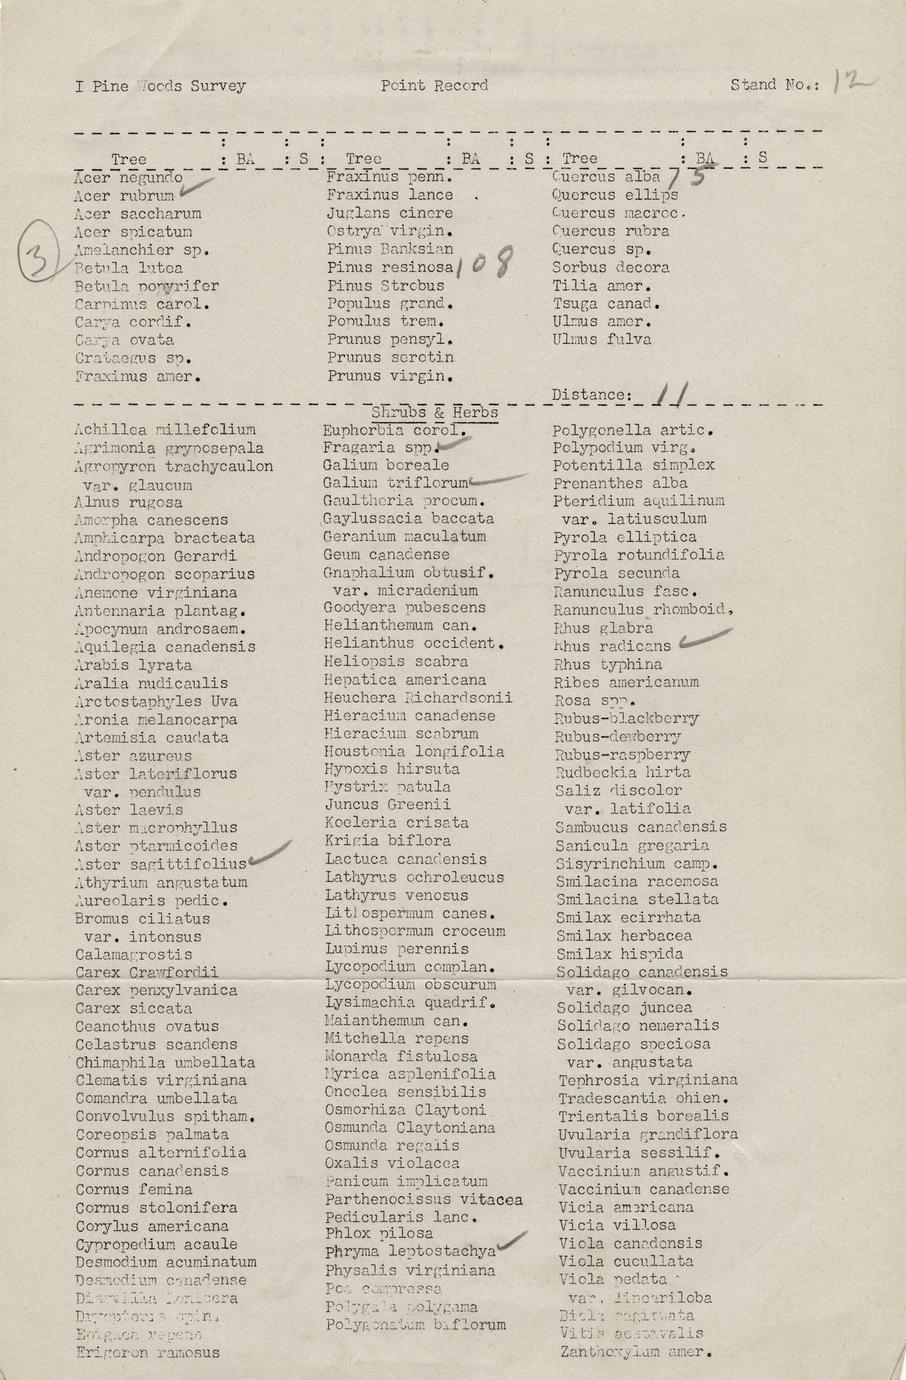 I Pine Woods Survey Point Record Stand No.: 12
Tree : BA : S : Tree : BA : S : Tree : BA : S
Acer negundo
Acer rubrum ✓
Acer saccharum
Acer spicatum
Amelanchier sp.
3 Betula lutea
Betula papyrifer
Carpinus carol.
Carya cordif.
Carya ovata
Crataegus sp.
Fraxinus amer.
Fraxinus penn.
Fraxinus lance .
Juglans cinere
Ostrya virgin.
Pinus Banksian
Pinus resinosa 108
Pinus Strobus
Populus grand.
Populus trem.
Prunus pensyl.
Prunus serotin
Prunus virgin.
Quercus alba 75
Quercus ellips
Quercus macroc.
Quercus rubra
Quercus sp.
Sorbus decora
Tilia amer.
Tsuga canad.
Ulmus amer.
Ulmus fulva
Distance: 11
Shrubs & Herbs
Achillea millefolium
Agrimonia gryposepala
Agropyron trachycaulon
var. glaucum
Alnus rugosa
Amorpha canescens
Amphicarpa bracteata
Andropogon Gerardi
Andropogon scoparius
Anemone virginiana
Antennaria plantag.
Apocynum androsaem.
Aquilegia canadensis
Arabis lyrata
Aralia nudicaulis
Arctostaphyles Uva
Aronia melanocarpa
Artemisia caudata
Aster azureus
Aster lateriflorus
var. pendulus
Aster laevis
Aster macrophyllus
Aster ptarmicoides
Aster sagittifolius ✓
Athyrium angustatum
Aureolaris pedic.
Bromus ciliatus
var. intonsus
Calamagrostis
Carex Crawfordii
Carex penxylvanica
Carex siccata
Ceanothus ovatus
Celastrus scandens
Chimaphila umbellata
Clematis virginiana
Comandra umbellata
Convolvulus spitham.
Coreopsis palmata
Cornus alternifolia
Cornus canadensis
Cornus femina
Cornus stolonifera
Corylus americana
Cypropedium acaule
Desmodium acuminatum
Desmodium canadense
Diervilla Lonicera
Dryopteris spin.
Epigaea repens
Erigeron ramosus
Euphorbia corol.
Fragaria spp. ✓
Galium boreale
Galium triflorum ✓
Gaultheria procum.
Gaylussacia baccata
Geranium maculatum
Geum canadense
Gnaphalium obtusif.
var. micradenium
Goodyera pubescens
Helianthemum can.
Helianthus occident.
Heliopsis scabra
Hepatica americana
Heuchera Richardsonii
Hieracium canadense
Hieracium scabrum
Houstonia longifolia
Hypoxis hirsuta
Hystrix patula
Juncus Greenii
Koeleria crisata
Krigia biflora
Lactuca canadensis
Lathyrus ochroleucus
Lathyrus venosus
Lithospermum canes.
Lithospermum croceum
Lupinus perennis
Lycopodium complan.
Lycopodium obscurum
Lysimachia quadrif.
Maianthemum can.
Mitchella repens
Monarda fistulosa
Myrica asplenifolia
Onoclea sensibilis
Osmorhiza Claytoni
Osmunda Claytoniana
Osmunda regalis
Oxalis violacea
Panicum implicatum
Parthenocissus vitacea
Pedicularis lanc.
Phlox pilosa
Phryma leptostachya ✓
Physalis virginiana
Poa compressa
Polygala polygama
Polygonatum biflorum
Polygonella artic.
Polypodium virg.
Potentilla simplex
Prenanthes alba
Pteridium aquilinum
var. latiusculum
Pyrola elliptica
Pyrola rotundifolia
Pyrola secunda
Ranunculus fasc.
Ranunculus rhomboid,
Rhus glabra
Rhus radicans ✓
Rhus typhina
Ribes americanum
Rosa spp.
Rubus-blackberry
Rubus-dewberry
Rubus-raspberry
Rudbeckia hirta
Saliz discolor
var. latifolia
Sambucus canadensis
Sanicula gregaria
Sisyrinchium camp.
Smilacina racemosa
Smilacina stellata
Smilax ecirrhata
Smilax herbacea
Smilax hispida
Solidago canadensis
var. gilvocan.
Solidago juncea
Solidago nemeralis
Solidago speciosa
var. angustata
Tephrosia virginiana
Tradescantia ohien.
Trientalis borealis
Uvularia grandiflora
Uvularia sessilif.
Vaccinium angustif.
Vaccinium canadense
Vicia americana
Vicia villosa
Viola canadensis
Viola cucullata
Viola pedata
var. lineariloba
Viola sagittata
Vitis aestivalis
Zanthoxylum amer.